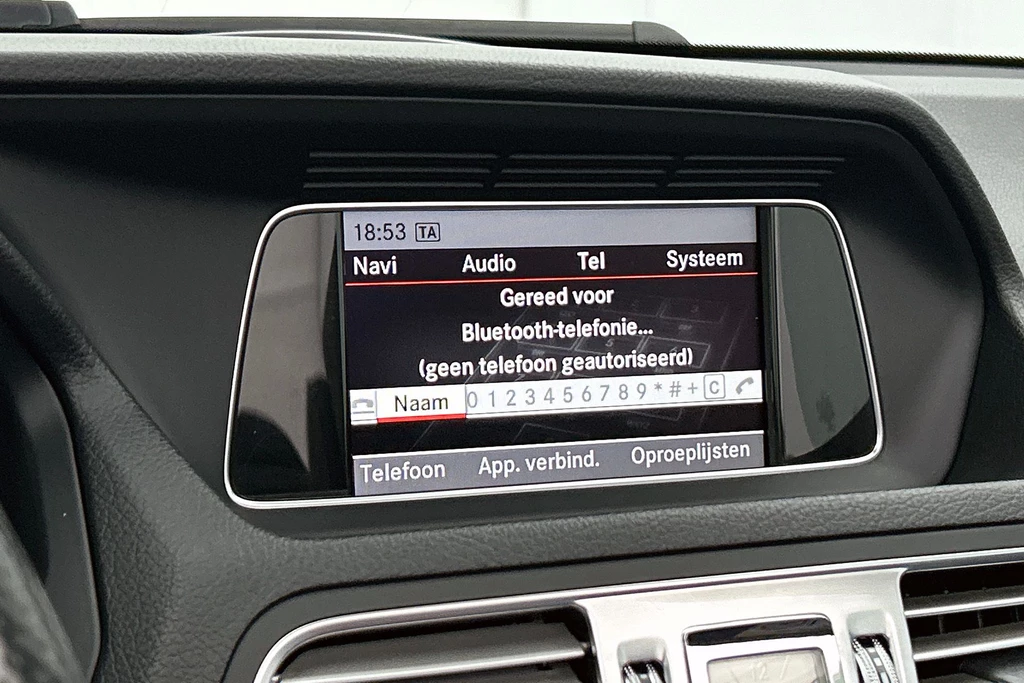 18:53 TA
Navi Audio Tel Systeem
Gereed voor
Bluetooth-telefonie...
(geen telefoon geautoriseerd)
Naam 0 1 2 3 4 5 6 7 8 9 * # + C
Telefoon App. verbind. Oproeplijsten